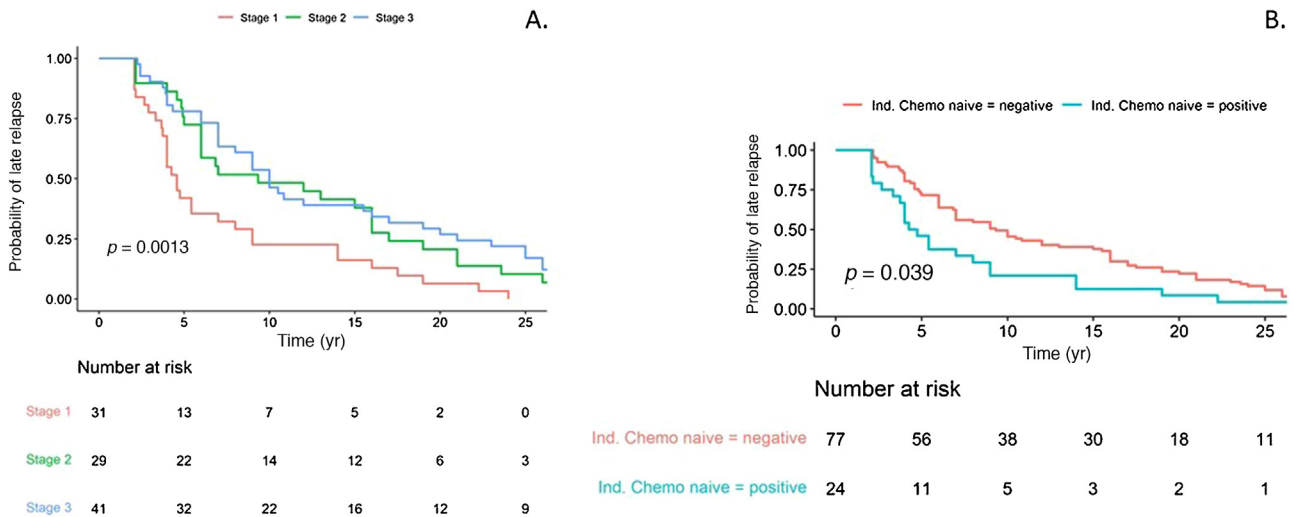 Stage 1 Stage 2 Stage 3
A.
Probability of late relapse
1.00
0.75
0.50
0.25
0.00
p = 0.0013
0 5 10 15 20 25
Time (yr)
Number at risk
Stage 1 31 13 7 5 2 0
Stage 2 29 22 14 12 6 3
Stage 3 41 32 22 16 12 9
B.
Ind. Chemo naive = negative Ind. Chemo naive = positive
Probability of late relapse
1.00
0.75
0.50
0.25
0.00
p = 0.039
0 5 10 15 20 25
Time (yr)
Number at risk
Ind. Chemo naive = negative 77 56 38 30 18 11
Ind. Chemo naive = positive 24 11 5 3 2 1